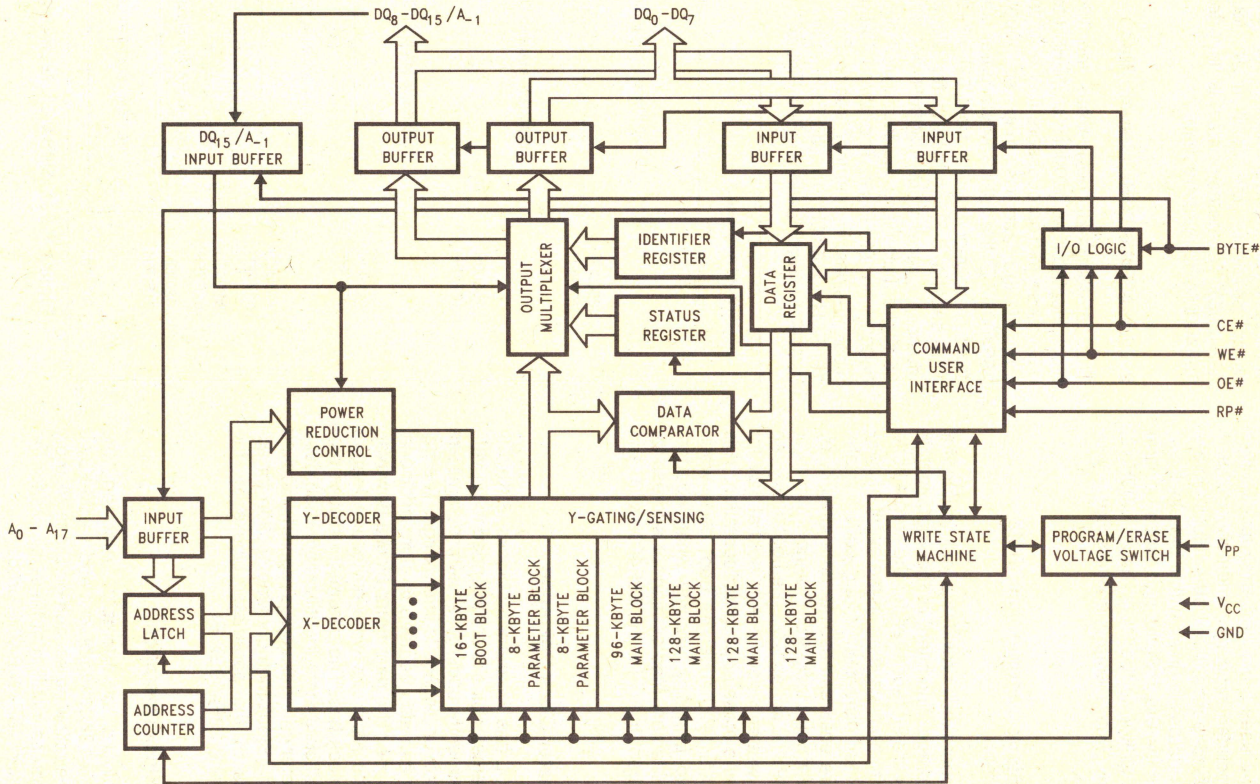 DQ8-DQ15/A-1
DQ0-DQ7
DQ15/A-1
INPUT BUFFER
OUTPUT
BUFFER
OUTPUT
BUFFER
INPUT
BUFFER
INPUT
BUFFER
OUTPUT
MULTIPLEXER
IDENTIFIER
REGISTER
STATUS
REGISTER
DATA
REGISTER
I/O LOGIC
BYTE#
CE#
WE#
OE#
RP#
COMMAND
USER
INTERFACE
POWER
REDUCTION
CONTROL
DATA
COMPARATOR
A0 - A17
INPUT
BUFFER
Y-DECODER
Y-GATING/SENSING
WRITE STATE
MACHINE
PROGRAM/ERASE
VOLTAGE SWITCH
VPP
VCC
GND
ADDRESS
LATCH
X-DECODER
16-KBYTE
BOOT BLOCK
8-KBYTE
PARAMETER BLOCK
8-KBYTE
PARAMETER BLOCK
96-KBYTE
MAIN BLOCK
128-KBYTE
MAIN BLOCK
128-KBYTE
MAIN BLOCK
128-KBYTE
MAIN BLOCK
ADDRESS
COUNTER